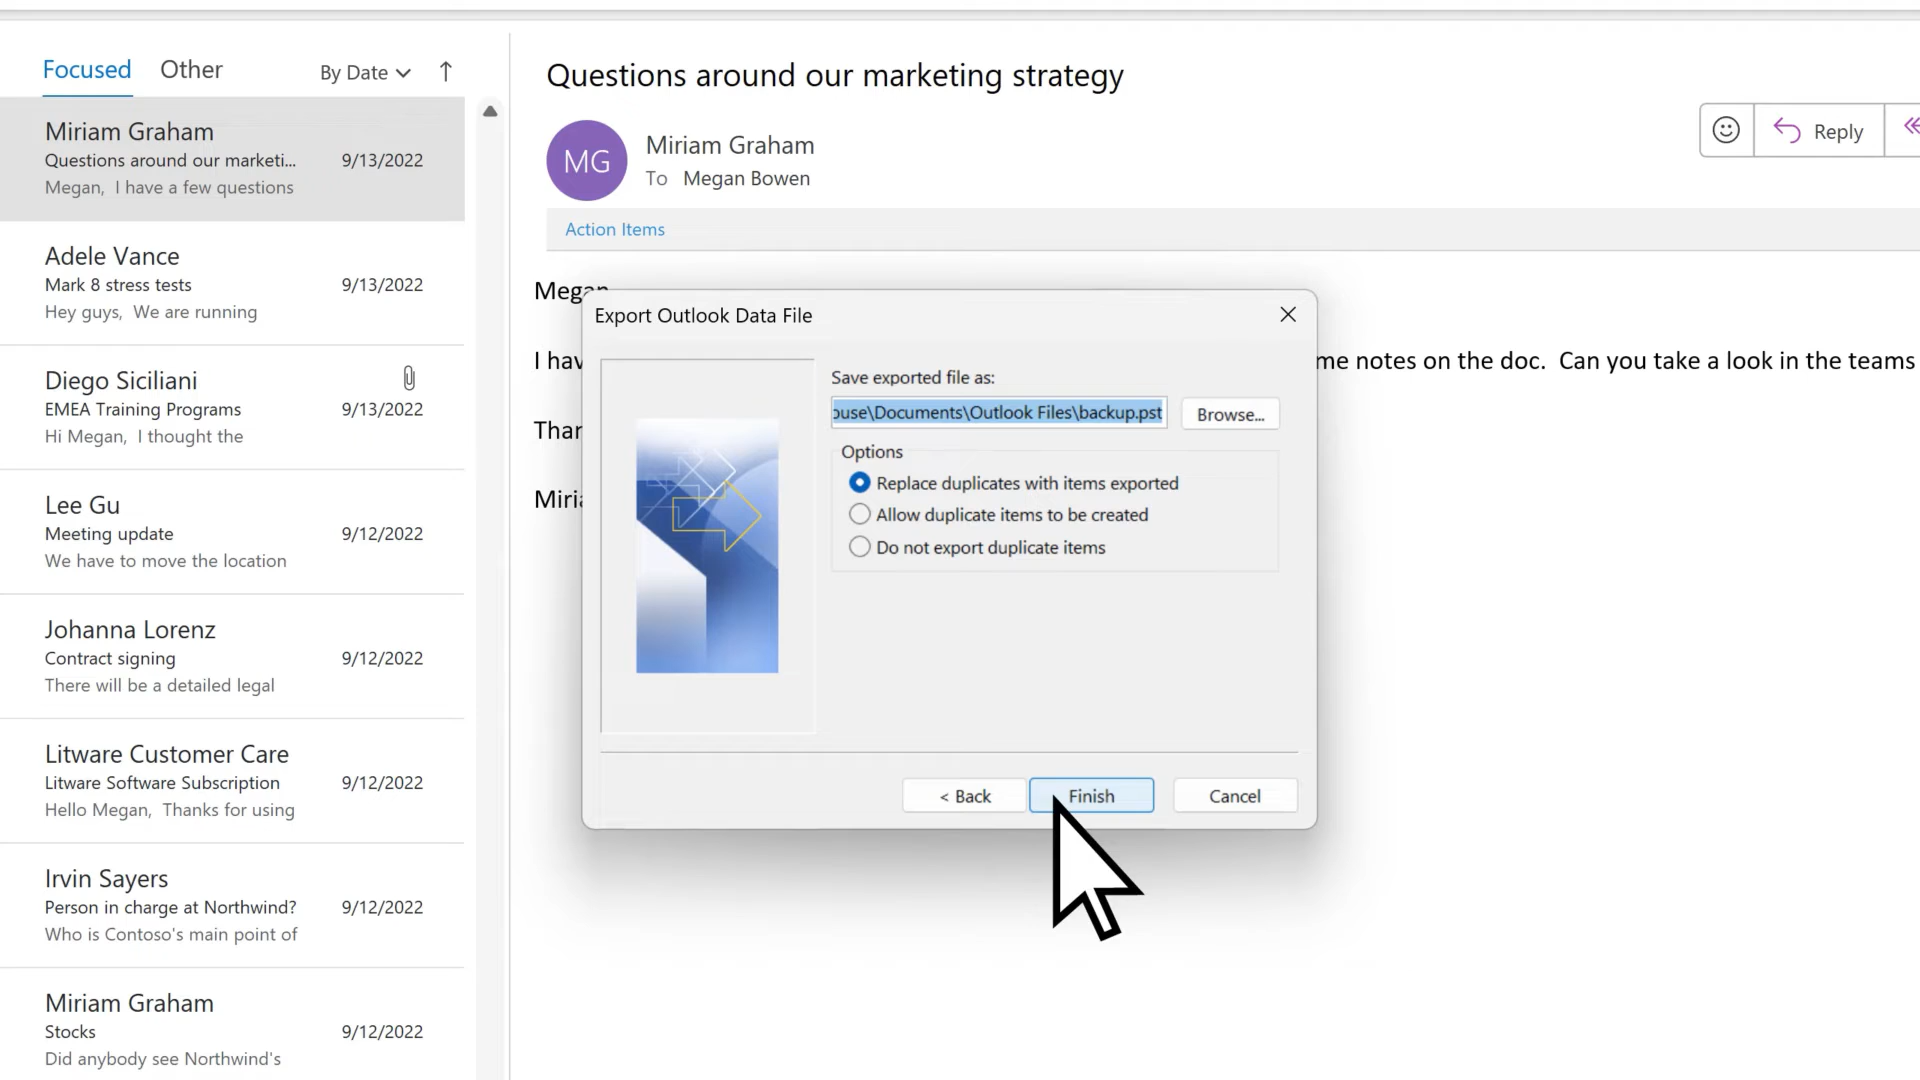 Focused
Other
By Date
Miriam Graham
Questions around our marketi...
9/13/2022
Megan, I have a few questions
Adele Vance
Mark 8 stress tests
9/13/2022
Hey guys, We are running
Diego Siciliani
EMEA Training Programs
9/13/2022
Hi Megan, I thought the
Lee Gu
Meeting update
9/12/2022
We have to move the location
Johanna Lorenz
Contract signing
9/12/2022
There will be a detailed legal
Litware Customer Care
Litware Software Subscription
9/12/2022
Hello Megan, Thanks for using
Irvin Sayers
Person in charge at Northwind?
9/12/2022
Who is Contoso's main point of
Miriam Graham
Stocks
9/12/2022
Did anybody see Northwind's
Questions around our marketing strategy
MG
Miriam Graham
To Megan Bowen
Reply
Action Items
Megan
I hav
me notes on the doc. Can you take a look in the teams
Than
Miria
Export Outlook Data File
Save exported file as:
ouse\Documents\Outlook Files\backup.pst
Browse...
Options
Replace duplicates with items exported
Allow duplicate items to be created
Do not export duplicate items
< Back
Finish
Cancel